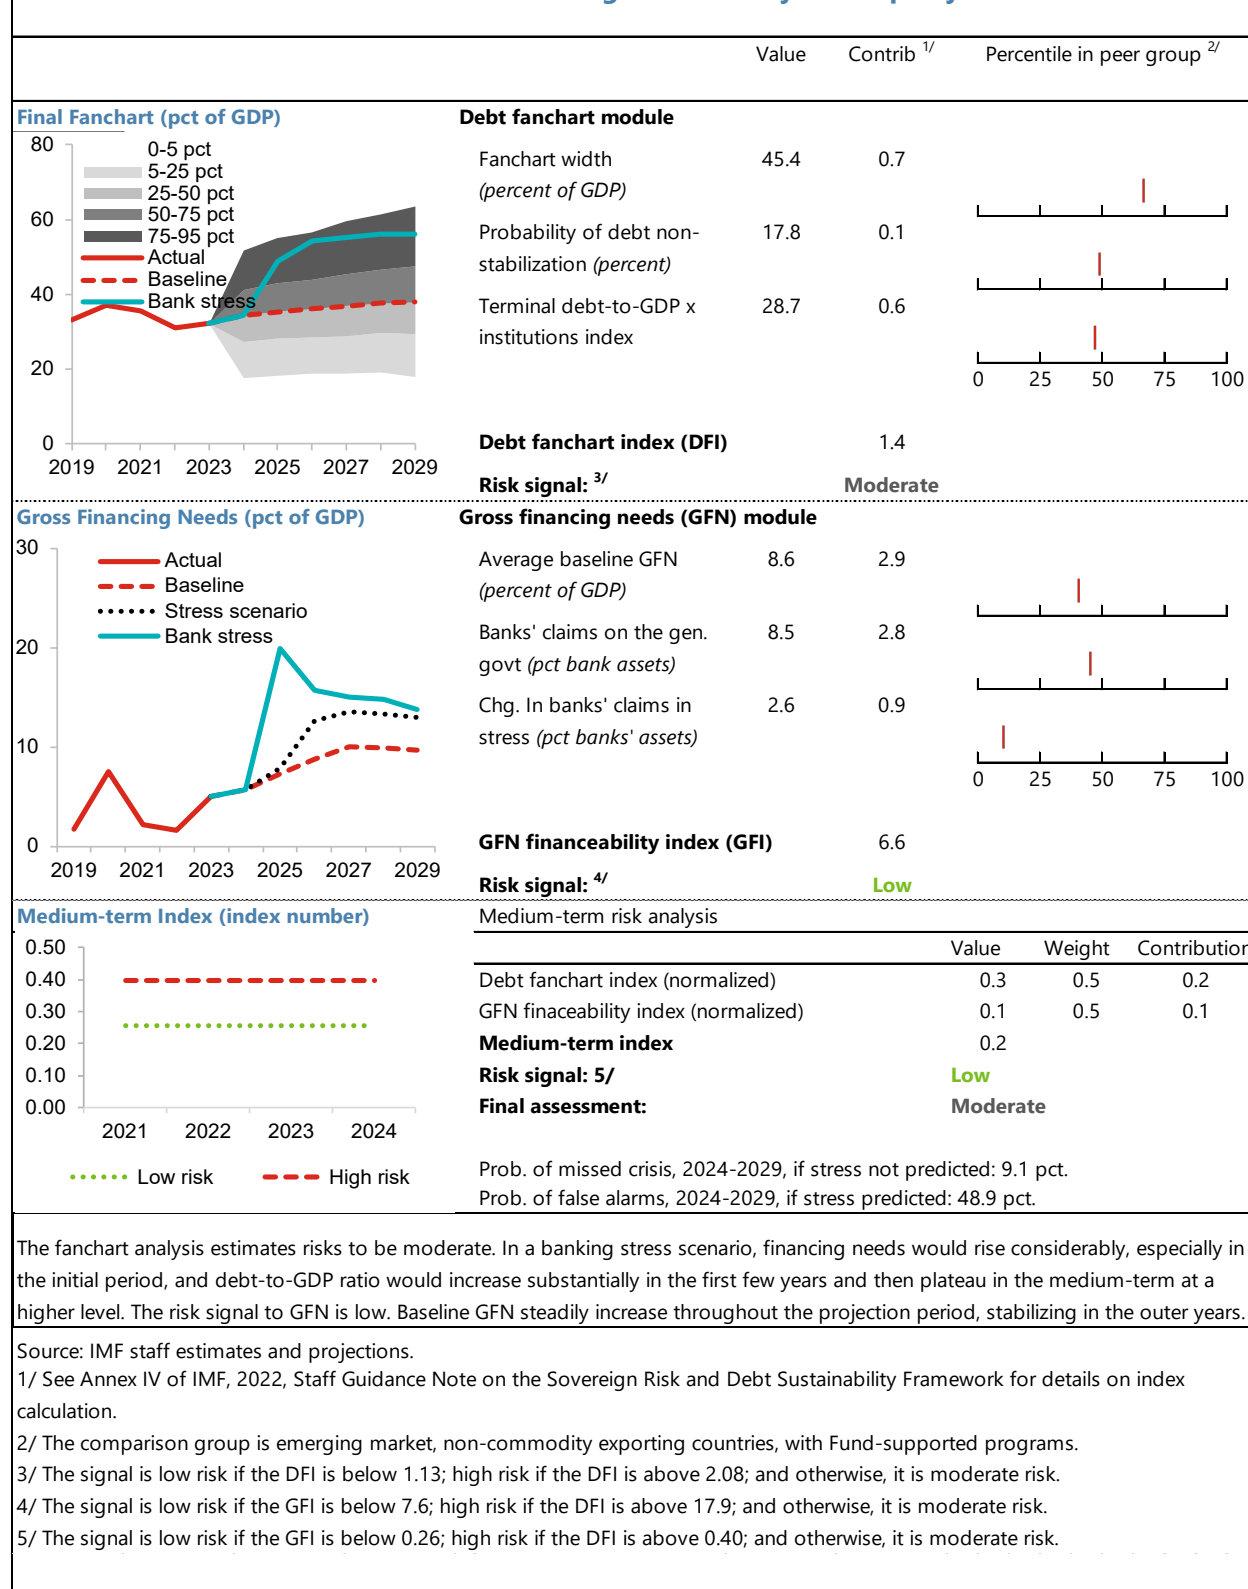 Value Contrib 1/ Percentile in peer group 2/
Final Fanchart (pct of GDP)
80
60
40
20
0
0-5 pct
5-25 pct
25-50 pct
50-75 pct
75-95 pct
Actual
Baseline
Bank stress
2019 2021 2023 2025 2027 2029
Debt fanchart module
Fanchart width 45.4 0.7
(percent of GDP)
Probability of debt non- 17.8 0.1
stabilization (percent)
Terminal debt-to-GDP x 28.7 0.6
institutions index
0 25 50 75 100
Debt fanchart index (DFI) 1.4
Risk signal: 3/ Moderate
Gross Financing Needs (pct of GDP)
30
20
10
0
Actual
Baseline
Stress scenario
Bank stress
2019 2021 2023 2025 2027 2029
Gross financing needs (GFN) module
Average baseline GFN 8.6 2.9
(percent of GDP)
Banks' claims on the gen. 8.5 2.8
govt (pct bank assets)
Chg. In banks' claims in 2.6 0.9
stress (pct banks' assets)
0 25 50 75 100
GFN financeability index (GFI) 6.6
Risk signal: 4/ Low
Medium-term Index (index number)
0.50
0.40
0.30
0.20
0.10
0.00
2021 2022 2023 2024
Low risk High risk
Medium-term risk analysis
Value Weight Contribution
Debt fanchart index (normalized) 0.3 0.5 0.2
GFN finaceability index (normalized) 0.1 0.5 0.1
Medium-term index 0.2
Risk signal: 5/ Low
Final assessment: Moderate
Prob. of missed crisis, 2024-2029, if stress not predicted: 9.1 pct.
Prob. of false alarms, 2024-2029, if stress predicted: 48.9 pct.
The fanchart analysis estimates risks to be moderate. In a banking stress scenario, financing needs would rise considerably, especially in
the initial period, and debt-to-GDP ratio would increase substantially in the first few years and then plateau in the medium-term at a
higher level. The risk signal to GFN is low. Baseline GFN steadily increase throughout the projection period, stabilizing in the outer years.
Source: IMF staff estimates and projections.
1/ See Annex IV of IMF, 2022, Staff Guidance Note on the Sovereign Risk and Debt Sustainability Framework for details on index
calculation.
2/ The comparison group is emerging market, non-commodity exporting countries, with Fund-supported programs.
3/ The signal is low risk if the DFI is below 1.13; high risk if the DFI is above 2.08; and otherwise, it is moderate risk.
4/ The signal is low risk if the GFI is below 7.6; high risk if the DFI is above 17.9; and otherwise, it is moderate risk.
5/ The signal is low risk if the GFI is below 0.26; high risk if the DFI is above 0.40; and otherwise, it is moderate risk.